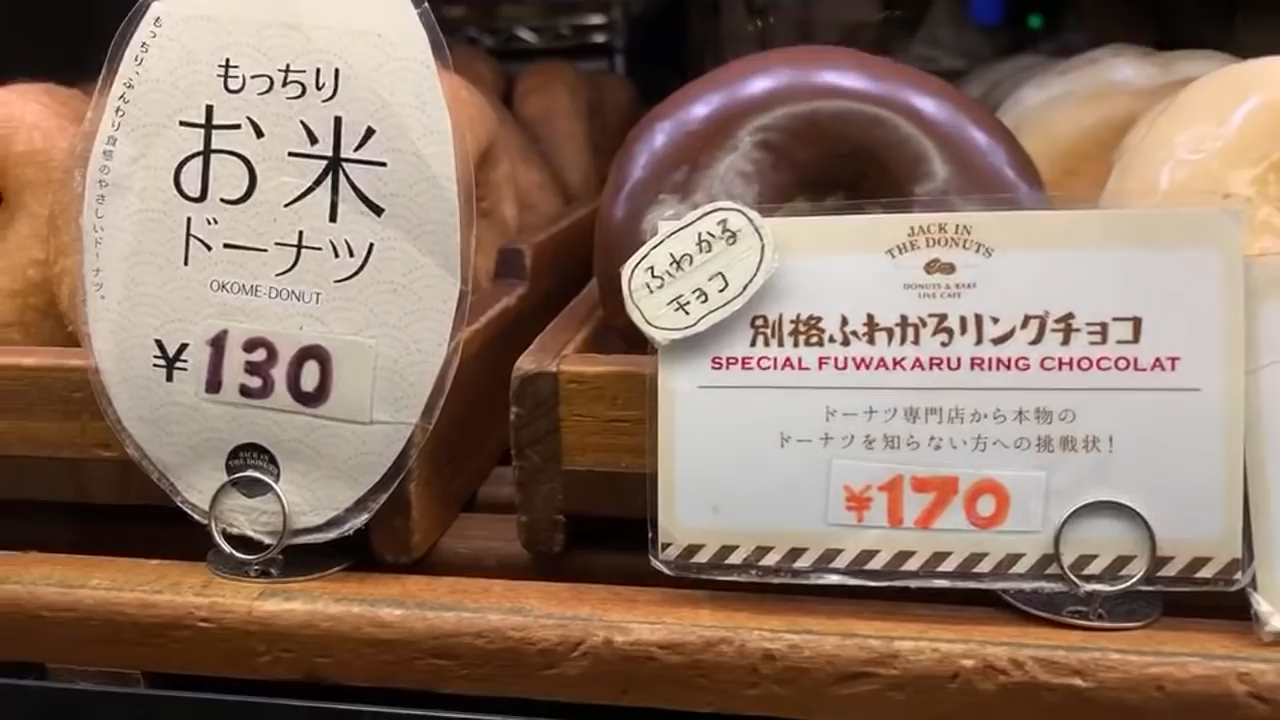 もっちり、ふんわり食感のやさしいドーナツ。
もっちり
お米
ドーナツ
OKOME-DONUT
¥130
JACK IN
THE DONUTS
ふわかる
チョコ
JACK IN
THE DONUTS
DONUTS & BAKE
LIVE CAFE
別格ふわかるリングチョコ
SPECIAL FUWAKARU RING CHOCOLAT
ドーナツ専門店から本物の
ドーナツを知らない方への挑戦状!
¥170